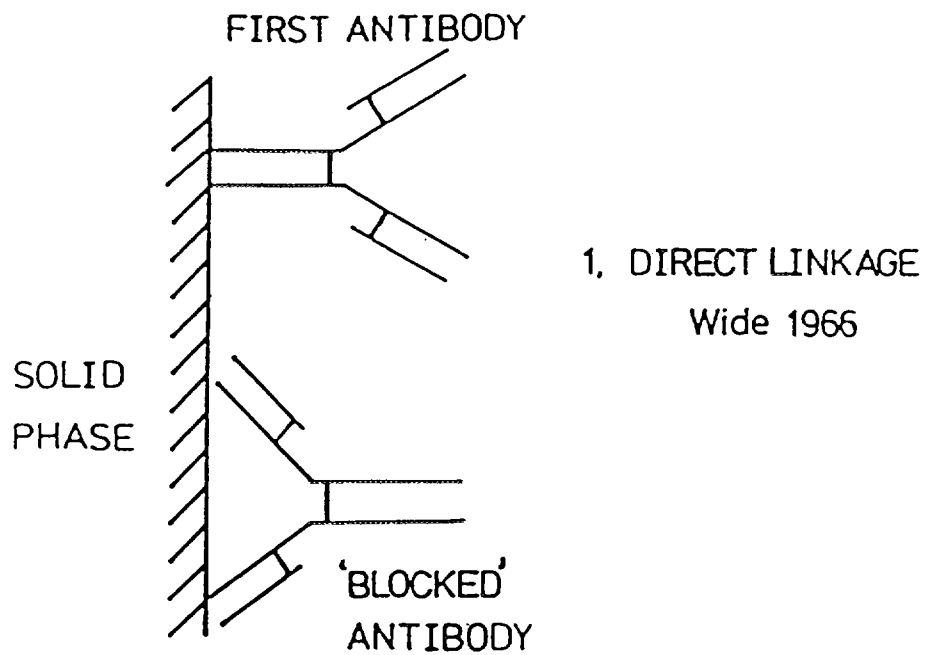 FIRST ANTIBODY
1, DIRECT LINKAGE
Wide 1966
SOLID
PHASE
'BLOCKED'
ANTIBODY